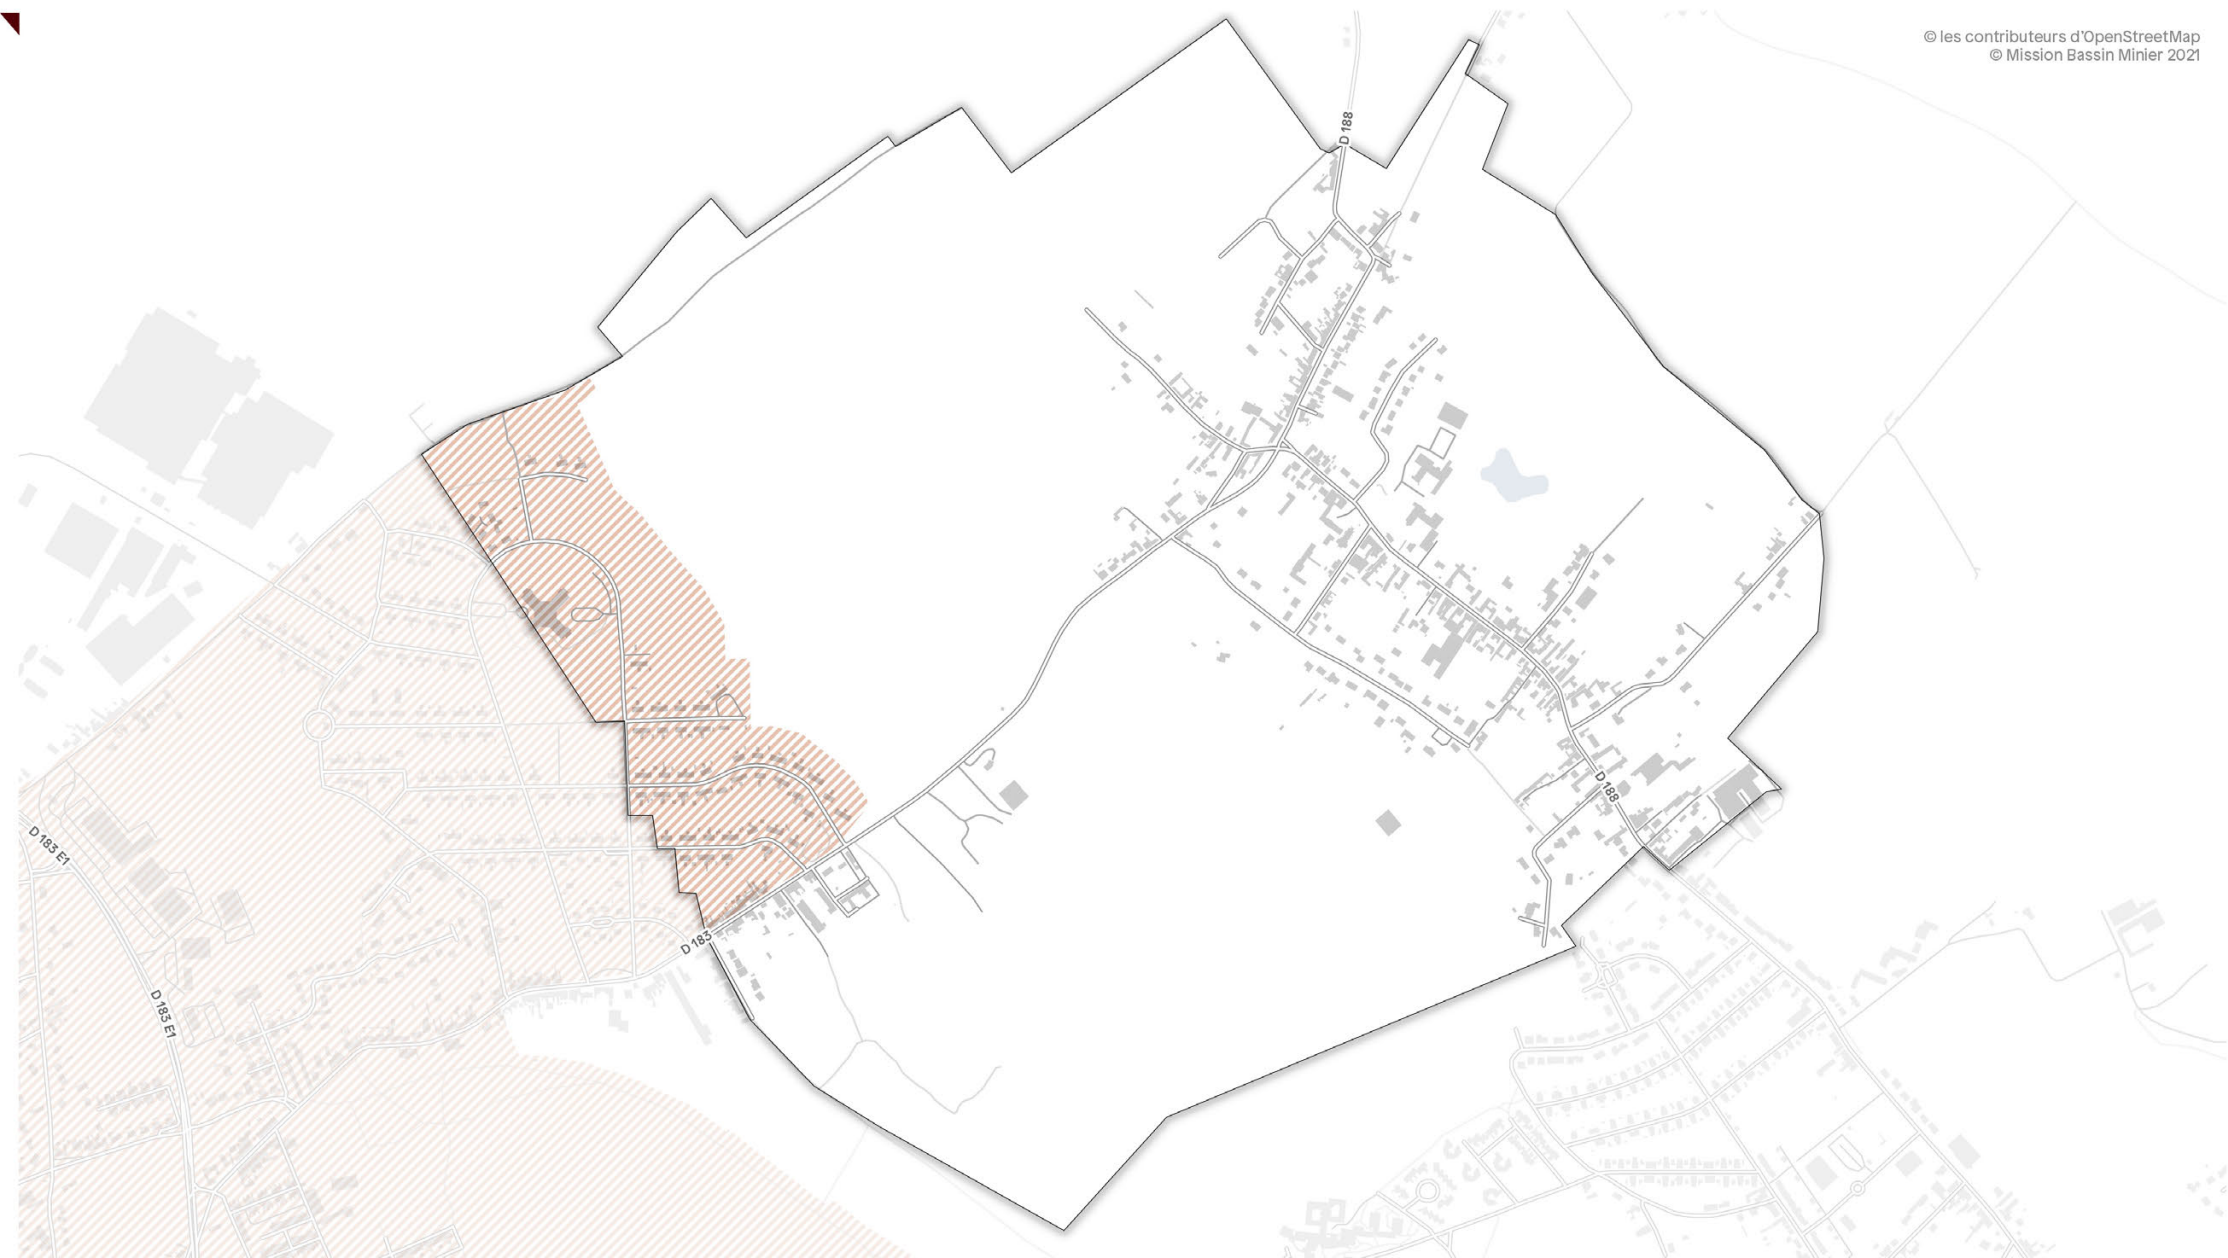 © les contributeurs d'OpenStreetMap
© Mission Bassin Minier 2021
D 188
D 188
D 183 E1
D 183
D 183 E1